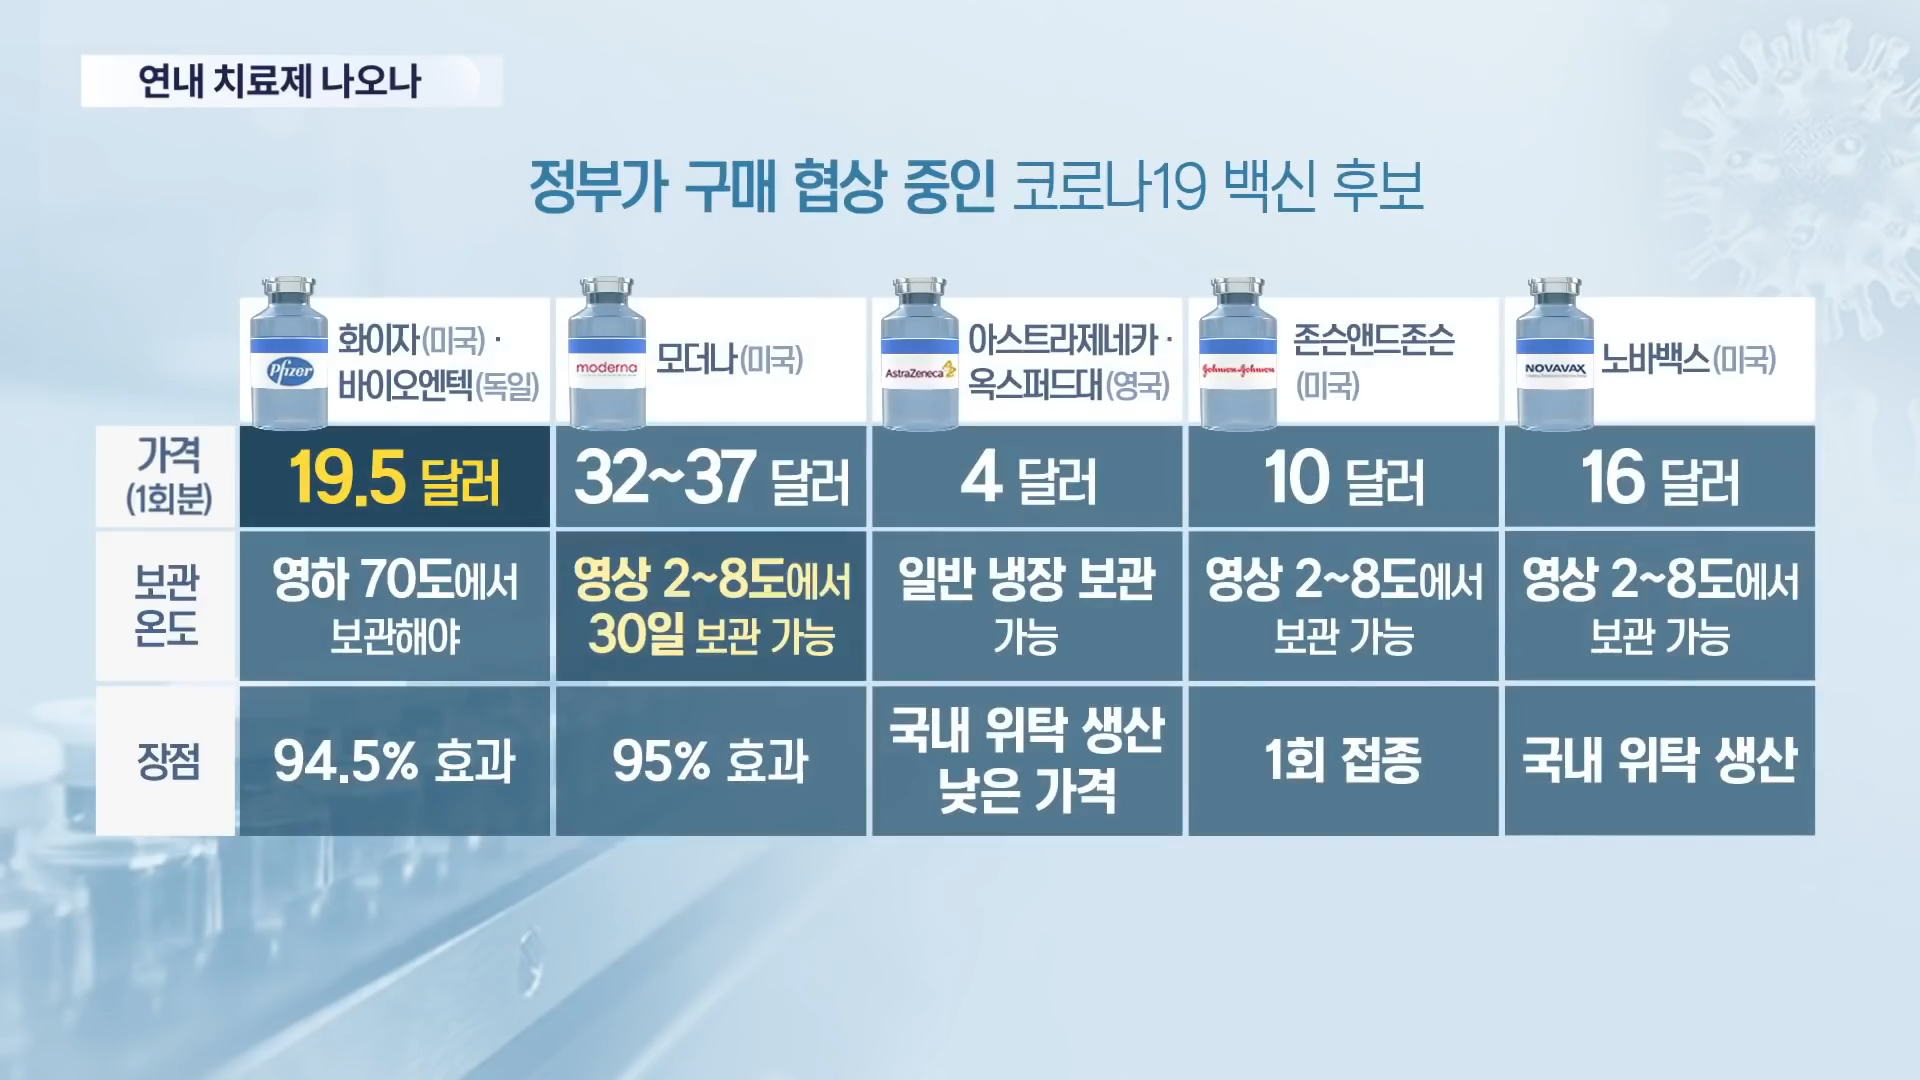 연내 치료제 나오나
정부가 구매 협상 중인 코로나19 백신 후보
Pfizer
화이자(미국)·
바이오엔텍(독일)
moderna
모더나(미국)
AstraZeneca
아스트라제네카·
옥스퍼드대(영국)
Johnson&Johnson
존슨앤드존슨
(미국)
NOVAVAX
노바백스(미국)
가격
(1회분)
19.5 달러
32~37 달러
4 달러
10 달러
16 달러
보관
온도
영하 70도에서
보관해야
영상 2~8도에서
30일 보관 가능
일반 냉장 보관
가능
영상 2~8도에서
보관 가능
영상 2~8도에서
보관 가능
장점
94.5% 효과
95% 효과
국내 위탁 생산
낮은 가격
1회 접종
국내 위탁 생산